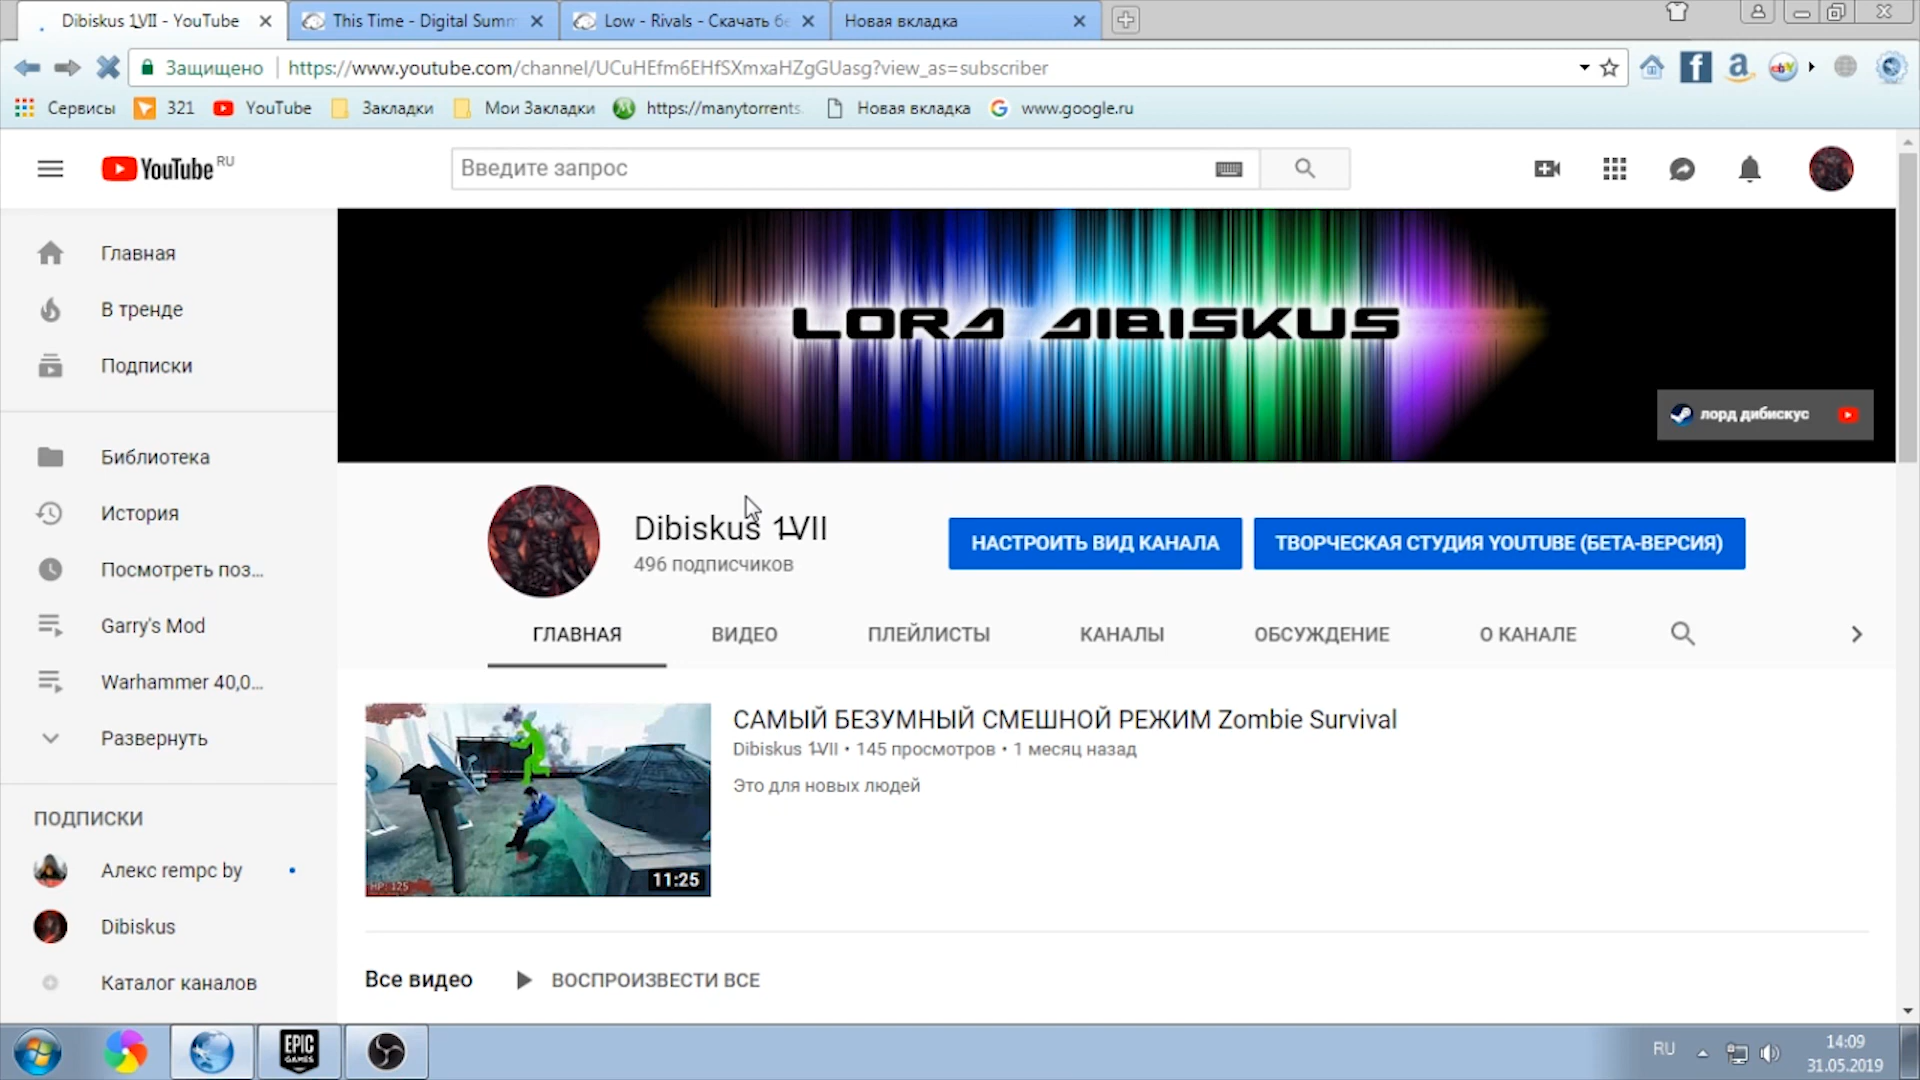 Dibiskus 1҉VII - YouTube
This Time - Digital Summ
Low - Rivals - Скачать бе
Новая вкладка
Защищено
https://www.youtube.com/channel/UCuHEfm6EHfSXmxaHZgGUasg?view_as=subscriber
Сервисы
321
YouTube
Закладки
Мои Закладки
https://manytorrents.
Новая вкладка
www.google.ru
YouTube RU
Введите запрос
Главная
В тренде
Подписки
Библиотека
История
Посмотреть поз...
Garry's Mod
Warhammer 40,0...
Развернуть
ПОДПИСКИ
Алекс rempc by
Dibiskus
Каталог каналов
LORD DIBISKUS
лорд дибискус
Dibiskus 1VII
496 подписчиков
НАСТРОИТЬ ВИД КАНАЛА
ТВОРЧЕСКАЯ СТУДИЯ YOUTUBE (БЕТА-ВЕРСИЯ)
ГЛАВНАЯ
ВИДЕО
ПЛЕЙЛИСТЫ
КАНАЛЫ
ОБСУЖДЕНИЕ
О КАНАЛЕ
HP: 125
11:25
САМЫЙ БЕЗУМНЫЙ СМЕШНОЙ РЕЖИМ Zombie Survival
Dibiskus 1VII • 145 просмотров • 1 месяц назад
Это для новых людей
Все видео
ВОСПРОИЗВЕСТИ ВСЕ
EPIC
GAMES
RU
14:09
31.05.2019